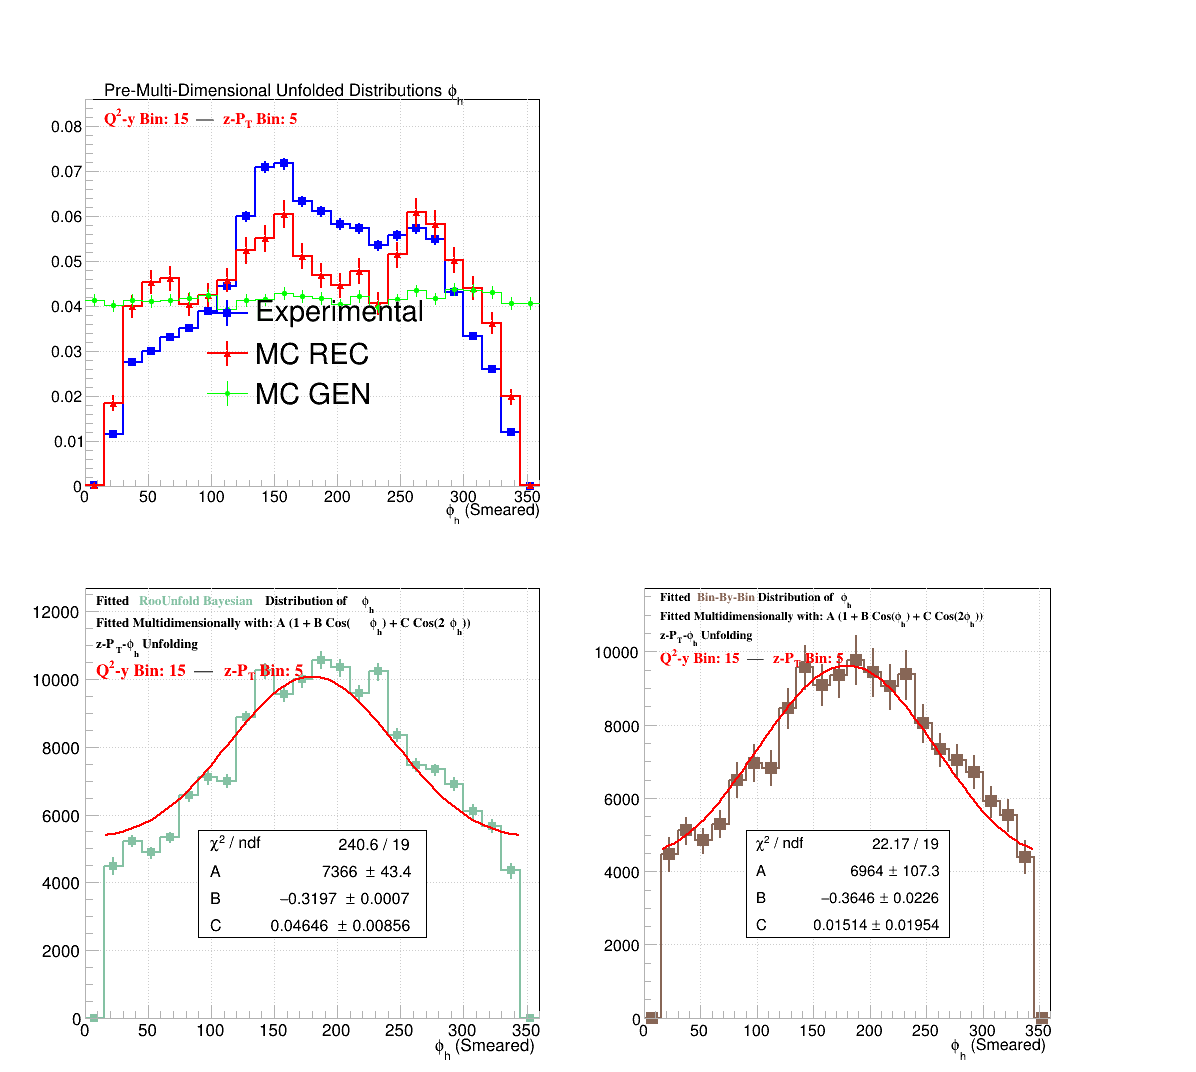 Pre-Multi-Dimensional Unfolded Distributions ϕh
Q²-y Bin: 15 — z-PT Bin: 5
0.08
0.07
0.06
0.05
0.04
0.03
0.02
0.01
0
Experimental
MC REC
MC GEN
0 50 100 150 200 250 300 350
ϕh (Smeared)
Fitted RooUnfold Bayesian Distribution of ϕh
Fitted Multidimensionally with: A (1 + B Cos( ϕh) + C Cos(2 ϕh))
z-PT-ϕh Unfolding
Q²-y Bin: 15 — z-PT Bin: 5
12000
10000
8000
6000
4000
2000
0
χ² / ndf 240.6 / 19
A 7366 ± 43.4
B −0.3197 ± 0.0007
C 0.04646 ± 0.00856
0 50 100 150 200 250 300 350
ϕh (Smeared)
Fitted Bin-By-Bin Distribution of ϕh
Fitted Multidimensionally with: A (1 + B Cos(ϕh) + C Cos(2ϕh))
z-PT-ϕh Unfolding
Q²-y Bin: 15 — z-PT Bin: 5
10000
8000
6000
4000
2000
0
χ² / ndf 22.17 / 19
A 6964 ± 107.3
B −0.3646 ± 0.0226
C 0.01514 ± 0.01954
0 50 100 150 200 250 300 350
ϕh (Smeared)